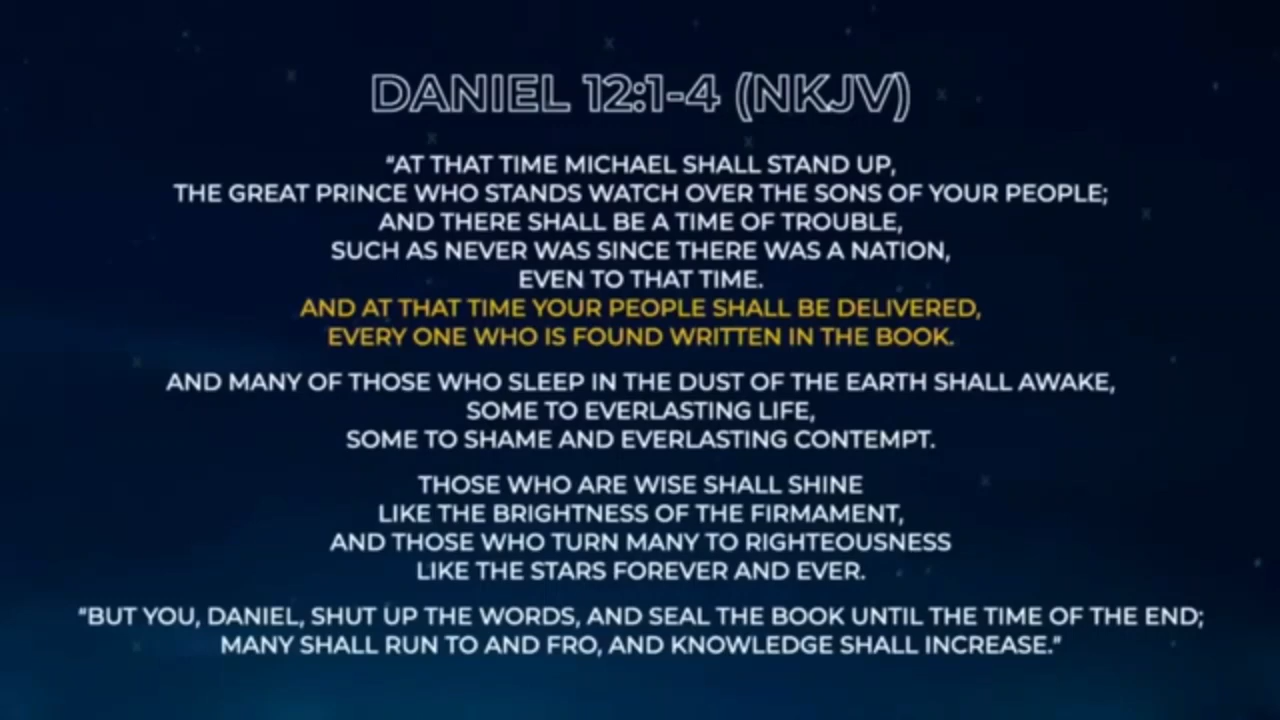 DANIEL 12:1-4 (NKJV)
“AT THAT TIME MICHAEL SHALL STAND UP,
THE GREAT PRINCE WHO STANDS WATCH OVER THE SONS OF YOUR PEOPLE;
AND THERE SHALL BE A TIME OF TROUBLE,
SUCH AS NEVER WAS SINCE THERE WAS A NATION,
EVEN TO THAT TIME.
AND AT THAT TIME YOUR PEOPLE SHALL BE DELIVERED,
EVERY ONE WHO IS FOUND WRITTEN IN THE BOOK.
AND MANY OF THOSE WHO SLEEP IN THE DUST OF THE EARTH SHALL AWAKE,
SOME TO EVERLASTING LIFE,
SOME TO SHAME AND EVERLASTING CONTEMPT.
THOSE WHO ARE WISE SHALL SHINE
LIKE THE BRIGHTNESS OF THE FIRMAMENT,
AND THOSE WHO TURN MANY TO RIGHTEOUSNESS
LIKE THE STARS FOREVER AND EVER.
“BUT YOU, DANIEL, SHUT UP THE WORDS, AND SEAL THE BOOK UNTIL THE TIME OF THE END;
MANY SHALL RUN TO AND FRO, AND KNOWLEDGE SHALL INCREASE.”